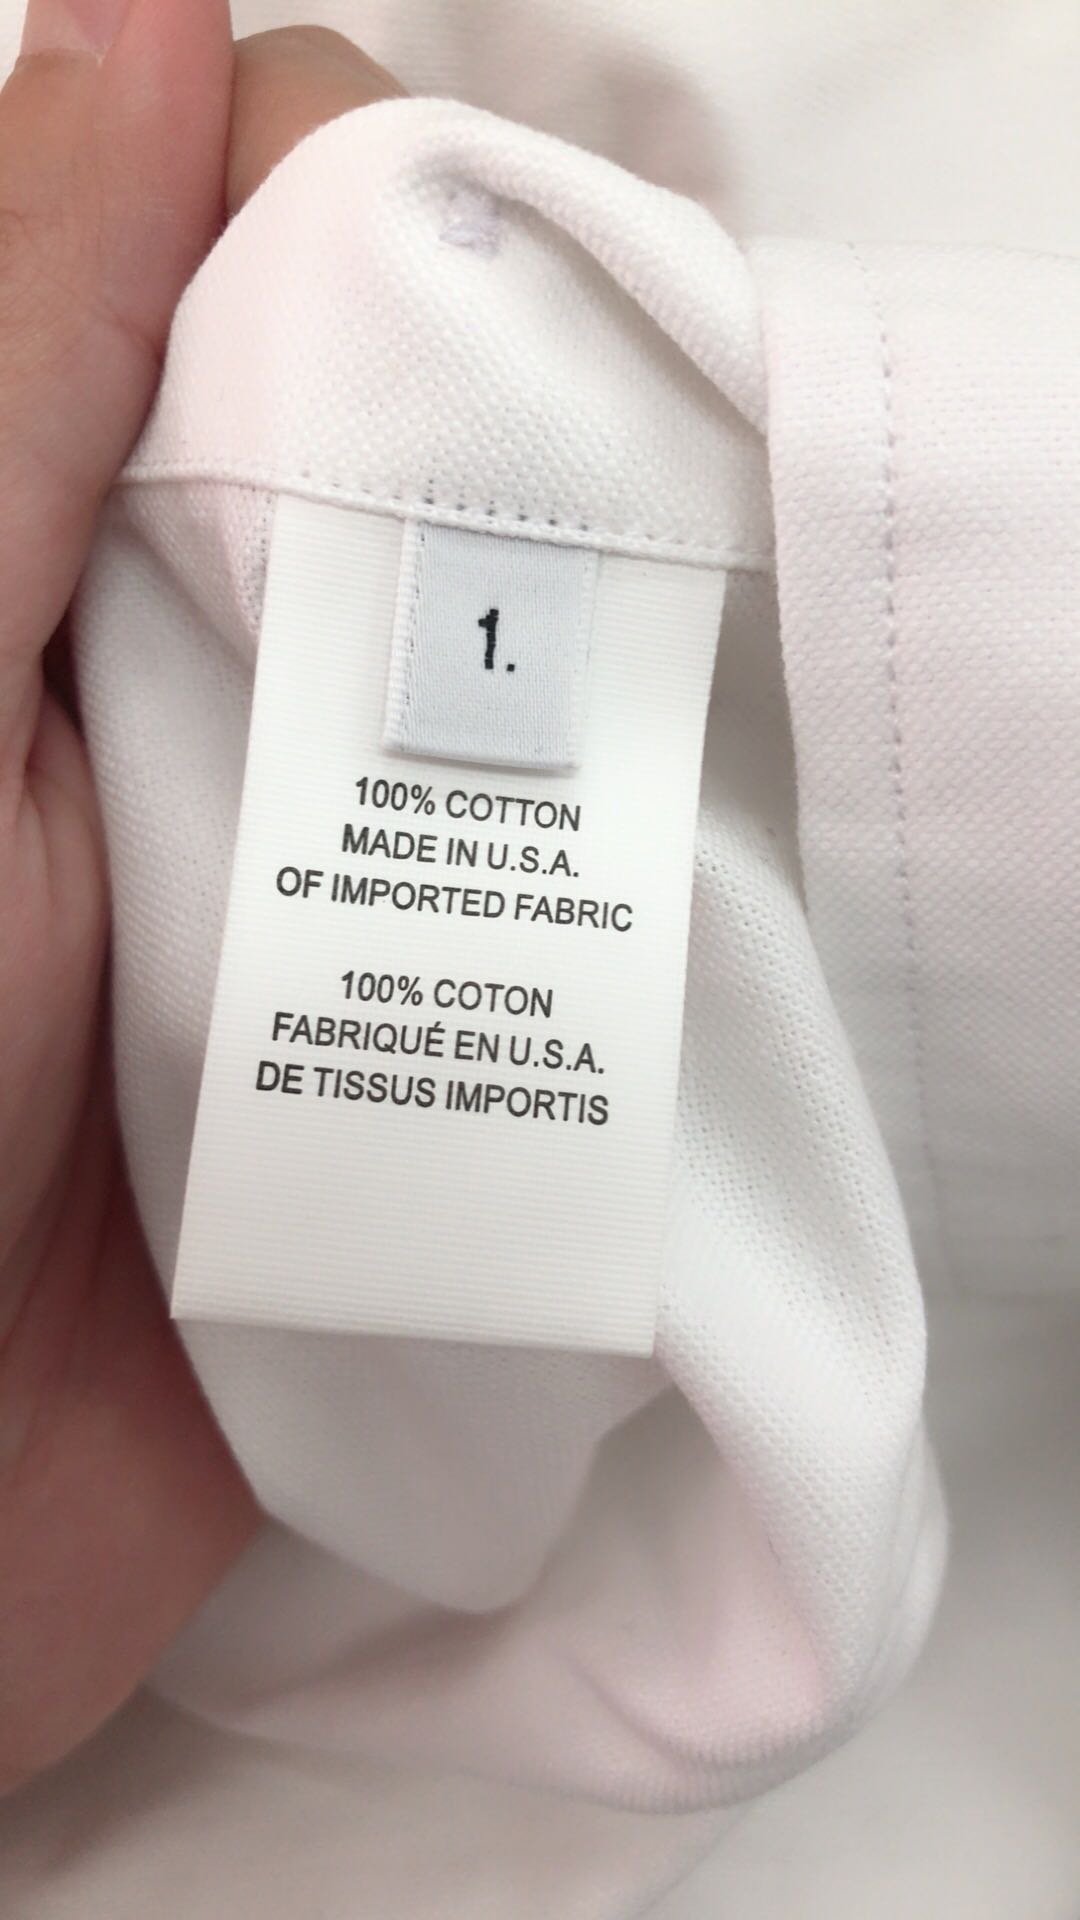 1.
100% COTTON
MADE IN U.S.A.
OF IMPORTED FABRIC
100% COTON
FABRIQUÉ EN U.S.A.
DE TISSUS IMPORTIS